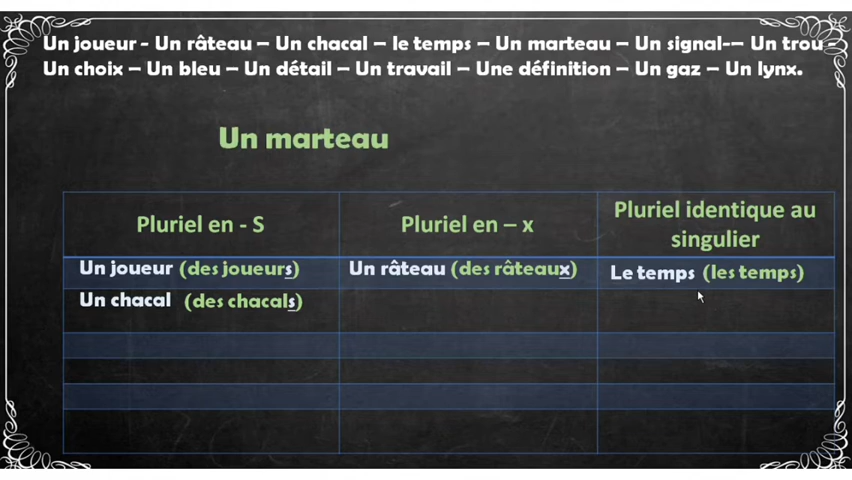 Un joueur - Un râteau – Un chacal – le temps – Un marteau – Un signal-– Un trou -
Un choix – Un bleu – Un détail – Un travail – Une définition – Un gaz – Un lynx.
Un marteau
Pluriel en - S
Pluriel en – x
Pluriel identique au
singulier
Un joueur (des joueurs)
Un râteau (des râteaux)
Le temps (les temps)
Un chacal (des chacals)